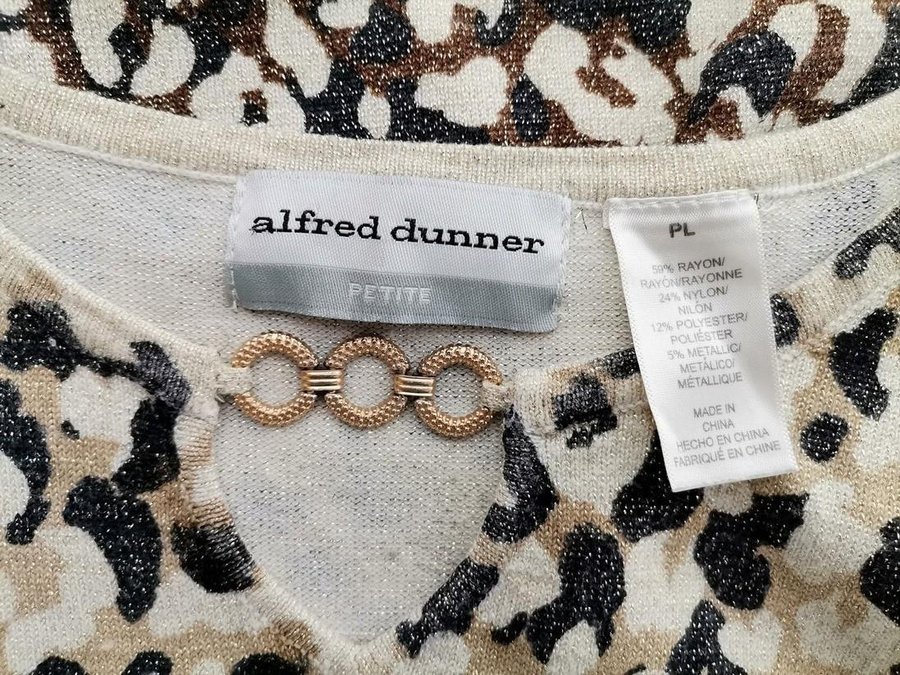 alfred dunner
PETITE
PL
59% RAYON/
RAYON/RAYONNE
24% NYLON/
NILÓN
12% POLYESTER/
POLIÉSTER
5% METALLIC/
METÁLICO/
MÉTALLIQUE
MADE IN
CHINA
HECHO EN CHINA
FABRIQUÉ EN CHINE